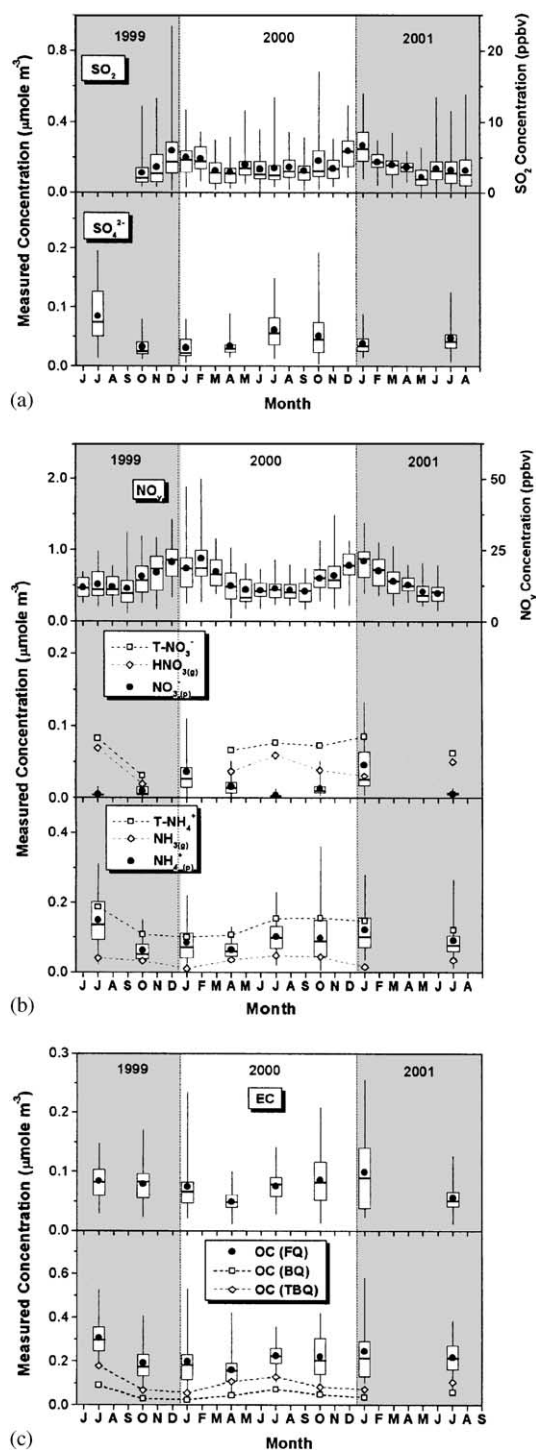 1999
2000
2001
SO2
0.8
0.6
0.4
0.2
0.0
20
10
0
SO2 Concentration (ppbv)
Measured Concentration (μmole m-3)
SO4 2-
0.2
0.1
0.0
J J A S O N D J F M A M J J A S O N D J F M A M J J A S
Month
(a)
1999
2000
2001
NOy
2.0
1.0
0.0
50
25
0
NOy Concentration (ppbv)
Measured Concentration (μmole m-3)
T-NO3-
HNO3(g)
NO3-(p)
0.2
0.1
0.0
T-NH4+
NH3(g)
NH4+(p)
0.4
0.2
0.0
J J A S O N D J F M A M J J A S O N D J F M A M J J A S
Month
(b)
1999
2000
2001
EC
0.3
0.2
0.1
0.0
Measured Concentration (μmole m-3)
OC (FQ)
OC (BQ)
OC (TBQ)
0.6
0.4
0.2
0.0
J J A S O N D J F M A M J J A S O N D J F M A M J J A S
Month
(c)